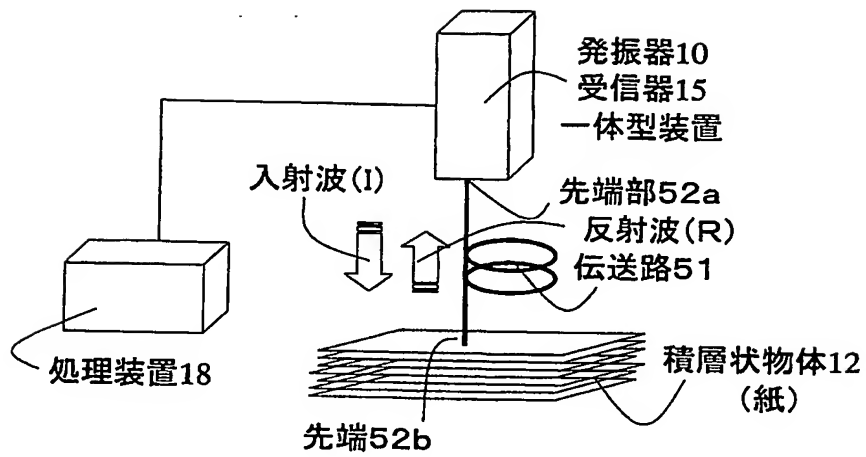 発振器10
受信器15
一体型装置
入射波(I)
先端部52a
反射波(R)
伝送路51
処理装置18
積層状物体12
(紙)
先端52b